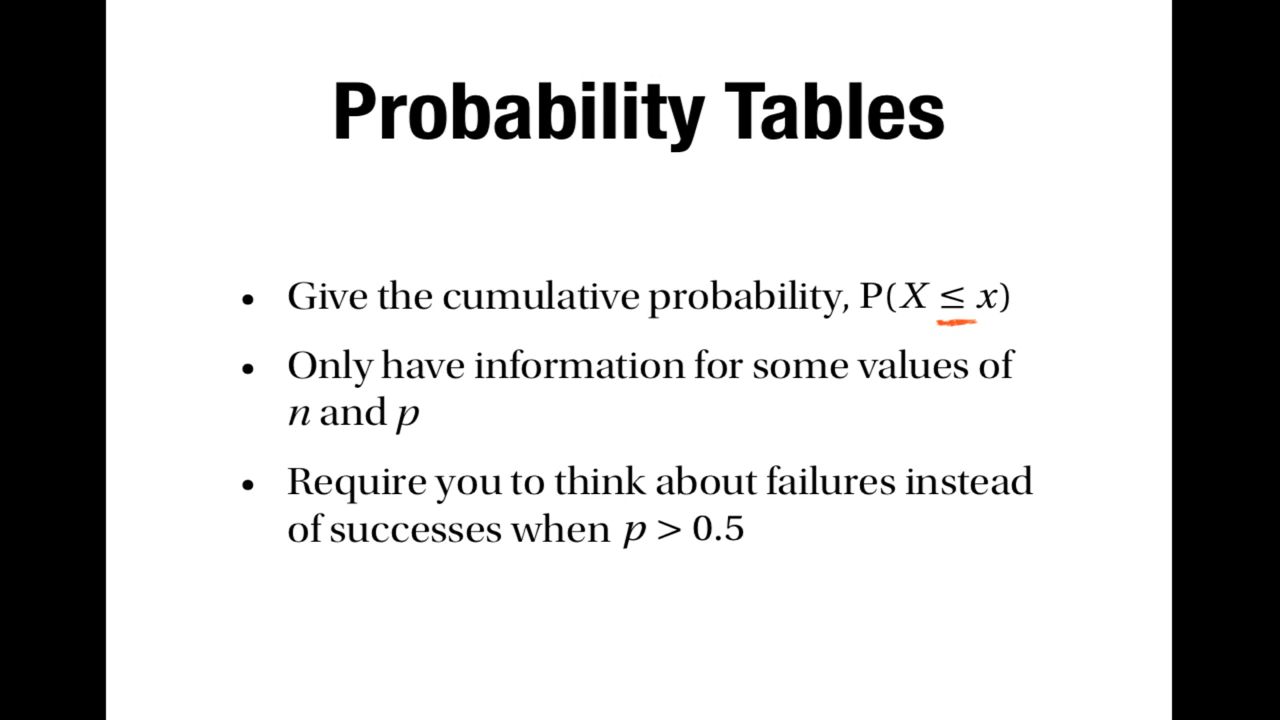 Probability Tables
• Give the cumulative probability, P(X ≤ x)
• Only have information for some values of
n and p
• Require you to think about failures instead
of successes when p > 0.5